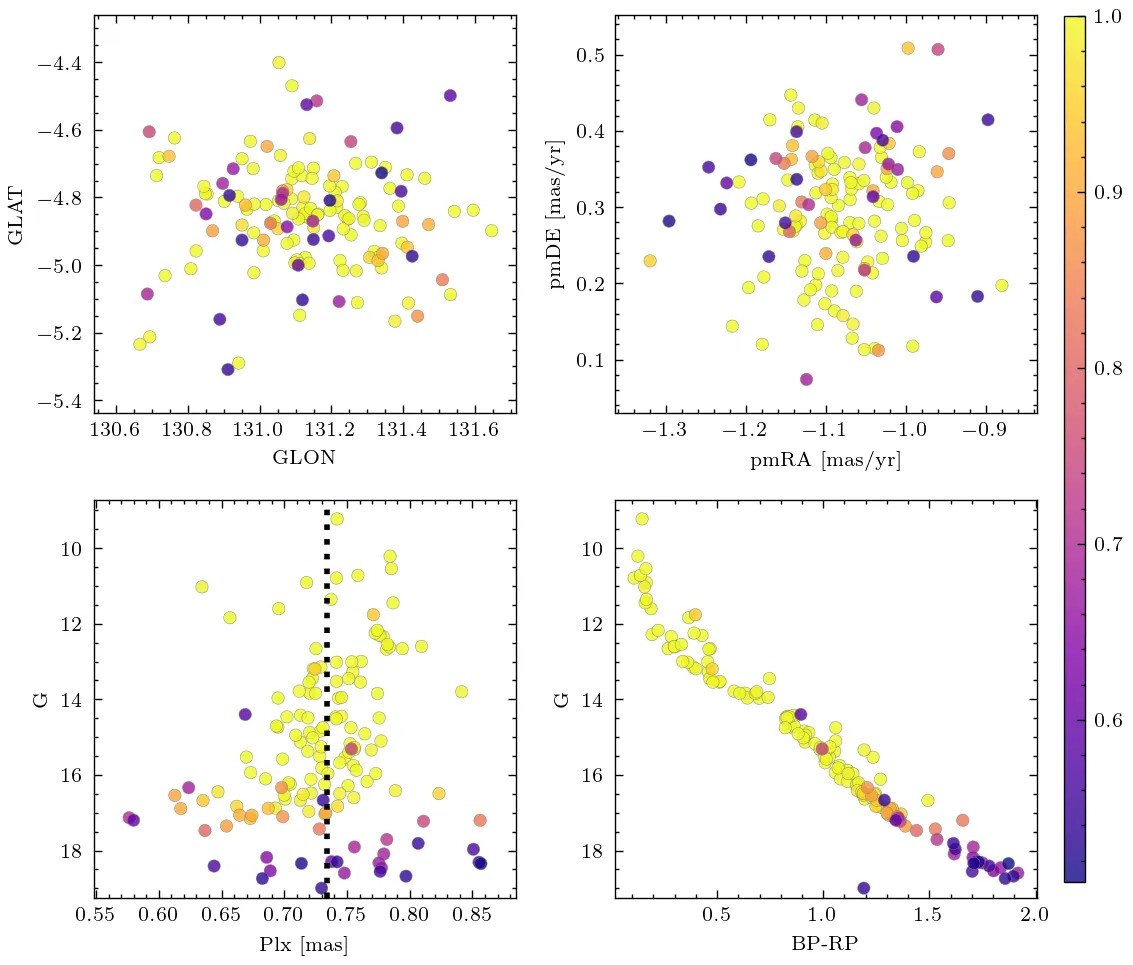 −4.4
−4.6
−4.8
−5.0
−5.2
−5.4
GLAT
130.6 130.8 131.0 131.2 131.4 131.6
GLON
0.5
0.4
0.3
0.2
0.1
pmDE [mas/yr]
−1.3 −1.2 −1.1 −1.0 −0.9
pmRA [mas/yr]
1.0
0.9
0.8
0.7
0.6
10
12
14
16
18
G
0.55 0.60 0.65 0.70 0.75 0.80 0.85
Plx [mas]
10
12
14
16
18
G
0.5 1.0 1.5 2.0
BP-RP